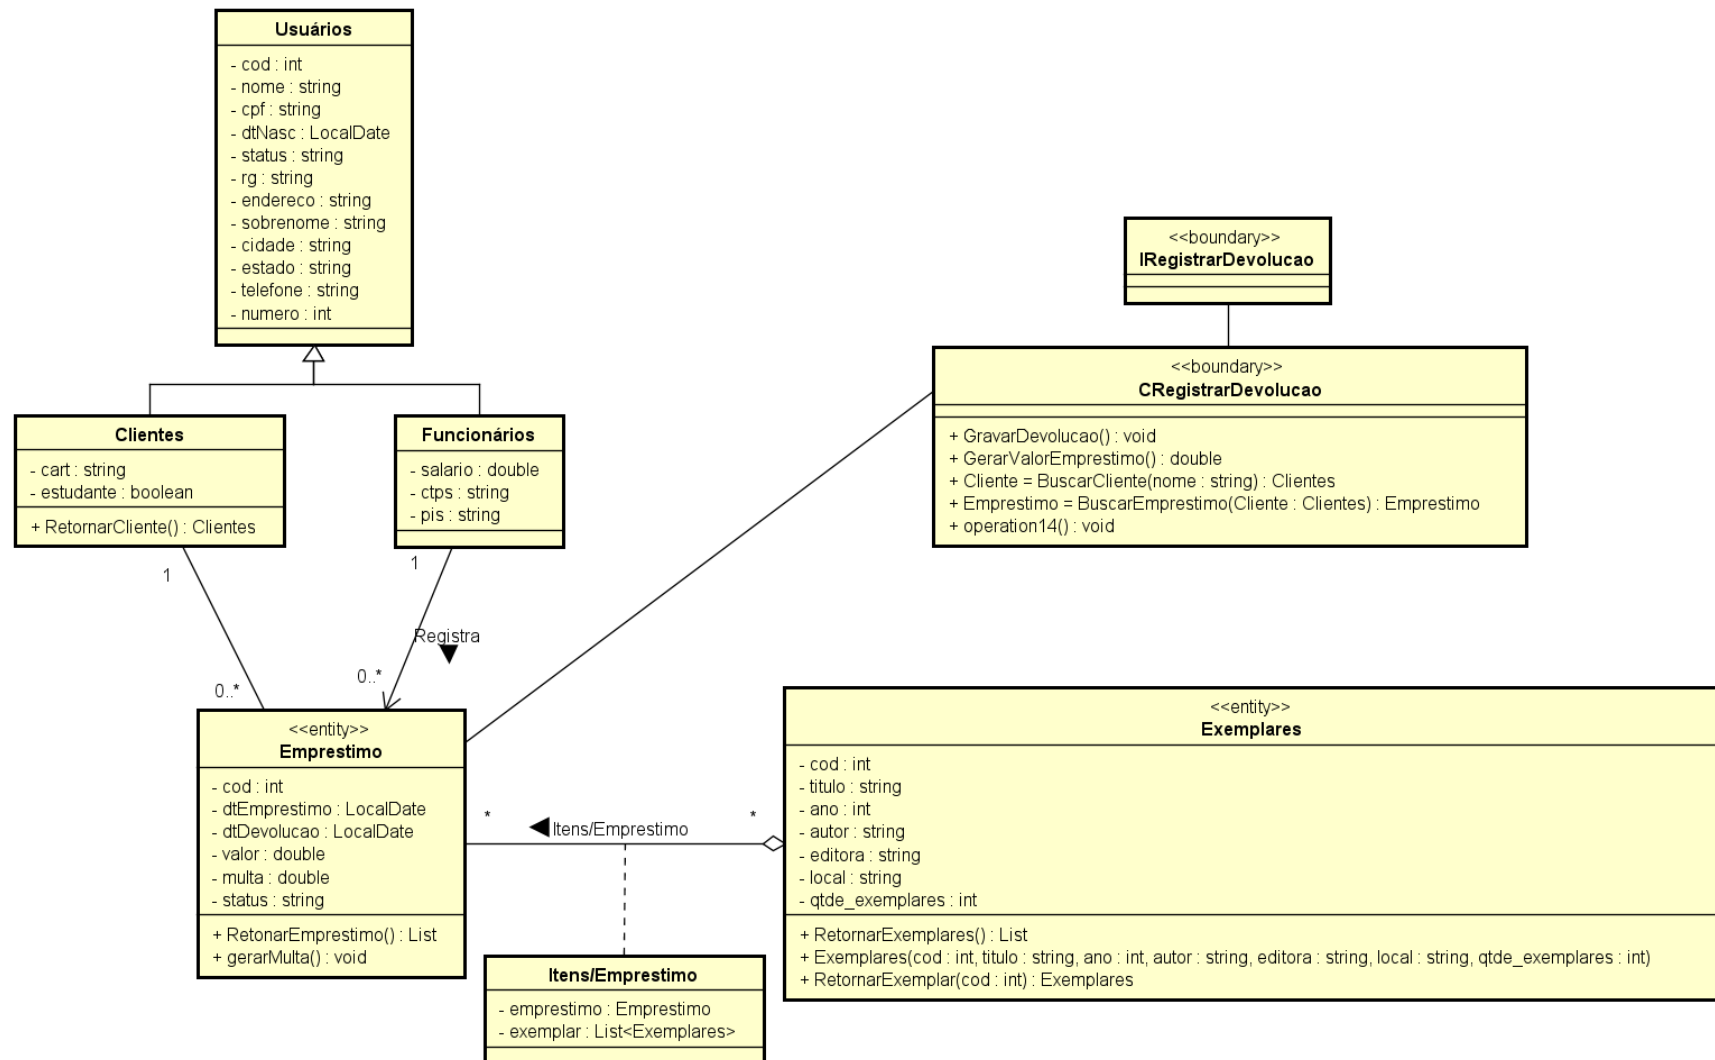 Usuários
- cod : int
- nome : string
- cpf : string
- dtNasc : LocalDate
- status : string
- rg : string
- endereco : string
- sobrenome : string
- cidade : string
- estado : string
- telefone : string
- numero : int
Clientes
- cart : string
- estudante : boolean
+ RetornarCliente() : Clientes
Funcionários
- salario : double
- ctps : string
- pis : string
<<boundary>>
IRegistrarDevolucao
<<boundary>>
CRegistrarDevolucao
+ GravarDevolucao() : void
+ GerarValorEmprestimo() : double
+ Cliente = BuscarCliente(nome : string) : Clientes
+ Emprestimo = BuscarEmprestimo(Cliente : Clientes) : Emprestimo
+ operation14() : void
1
1
Registra
0..*
0..*
<<entity>>
Emprestimo
- cod : int
- dtEmprestimo : LocalDate
- dtDevolucao : LocalDate
- valor : double
- multa : double
- status : string
+ RetonarEmprestimo() : List
+ gerarMulta() : void
*
Itens/Emprestimo
*
<<entity>>
Exemplares
- cod : int
- titulo : string
- ano : int
- autor : string
- editora : string
- local : string
- qtde_exemplares : int
+ RetornarExemplares() : List
+ Exemplares(cod : int, titulo : string, ano : int, autor : string, editora : string, local : string, qtde_exemplares : int)
+ RetornarExemplar(cod : int) : Exemplares
Itens/Emprestimo
- emprestimo : Emprestimo
- exemplar : List<Exemplares>